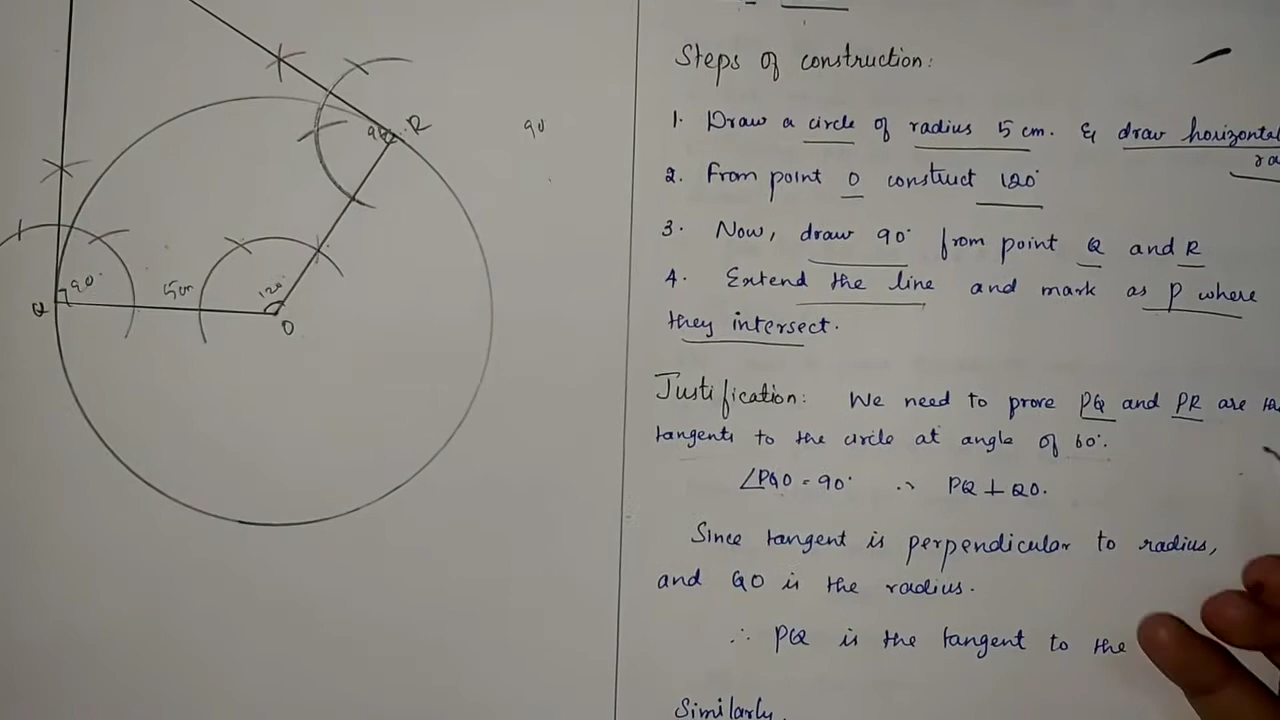 R
90
90°
5cm
120°
Q
O
90
Steps of construction:
1. Draw a circle of radius 5 cm. & draw horizontal
2. From point O construct 120°
3. Now, draw 90° from point Q and R
4. Extend the line and mark as P where
they intersect.
Justification: We need to prove PQ and PR are
tangents to the circle at angle of 60°.
∠PQO = 90° ∴ PQ ⊥ QO.
Since tangent is perpendicular to radius,
and QO is the radius.
∴ PQ is the tangent to the
Similarly,